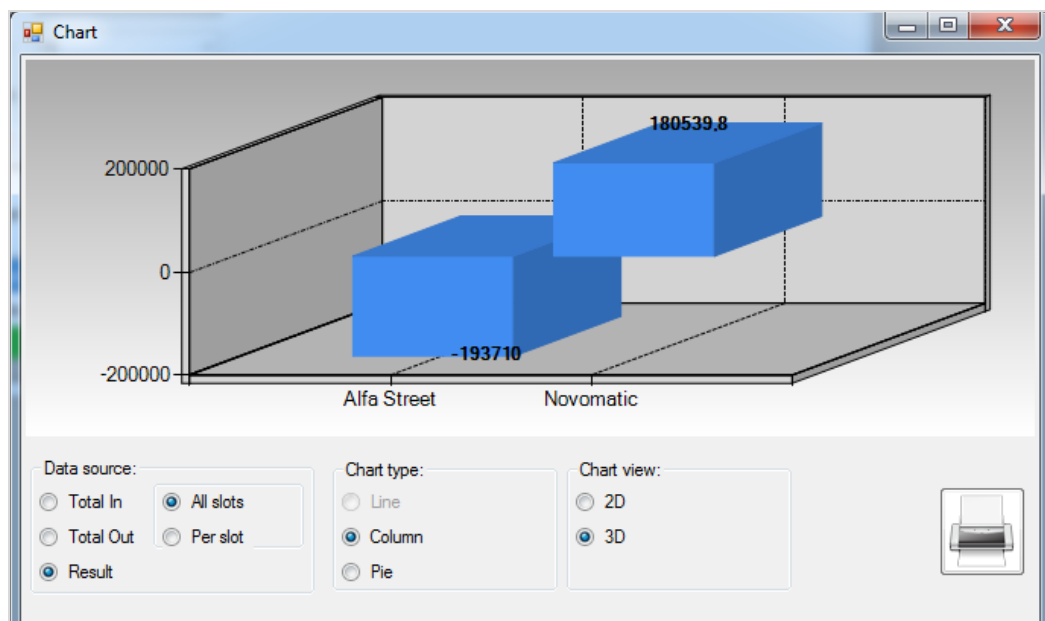 Chart
180539,8
200000
0
-193710
-200000
Alfa Street Novomatic
Data source: Chart type: Chart view:
Total In All slots Line 2D
Total Out Per slot Column 3D
Result Pie